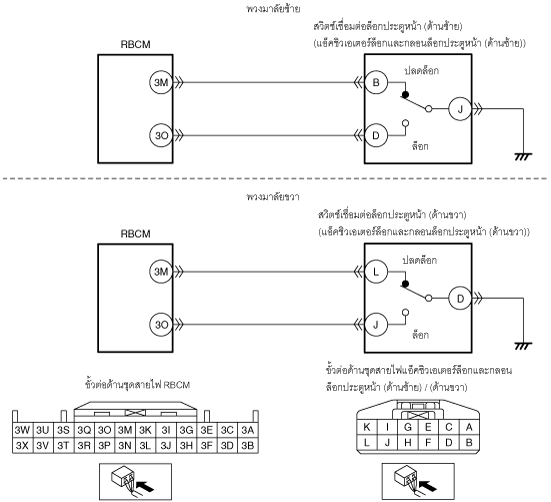 พวงมาลัยซ้าย
สวิตช์เชื่อมต่อล็อกประตูหน้า (ด้านซ้าย)
(แอ็คชิวเอเตอร์ล็อกและกลอนล็อกประตูหน้า (ด้านซ้าย))
RBCM
3M
B
ปลดล็อก
J
3O
D
ล็อก
พวงมาลัยขวา
สวิตช์เชื่อมต่อล็อกประตูหน้า (ด้านขวา)
(แอ็คชิวเอเตอร์ล็อกและกลอนล็อกประตูหน้า (ด้านขวา))
RBCM
3M
L
ปลดล็อก
D
3O
J
ล็อก
ขั้วต่อด้านชุดสายไฟ RBCM
3W 3U 3S 3Q 3O 3M 3K 3I 3G 3E 3C 3A
3X 3V 3T 3R 3P 3N 3L 3J 3H 3F 3D 3B
ขั้วต่อด้านชุดสายไฟแอ็คชิวเอเตอร์ล็อกและกลอน
ล็อกประตูหน้า (ด้านซ้าย) / (ด้านขวา)
K I G E C A
L J H F D B